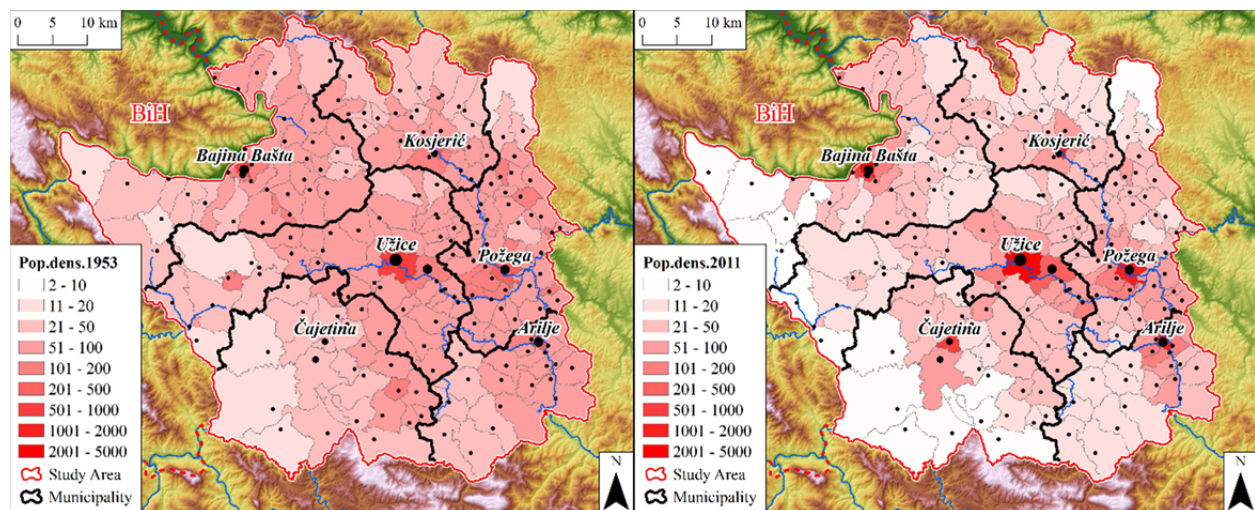 0 5 10 km
BiH
Bajina Bašta
Kosjerić
Užice
Požega
Čajetina
Arilje
Pop.dens.1953
2 - 10
11 - 20
21 - 50
51 - 100
101 - 200
201 - 500
501 - 1000
1001 - 2000
2001 - 5000
Study Area
Municipality
N
0 5 10 km
BiH
Bajina Bašta
Kosjerić
Užice
Požega
Čajetina
Arilje
Pop.dens.2011
2 - 10
11 - 20
21 - 50
51 - 100
101 - 200
201 - 500
501 - 1000
1001 - 2000
2001 - 5000
Study Area
Municipality
N